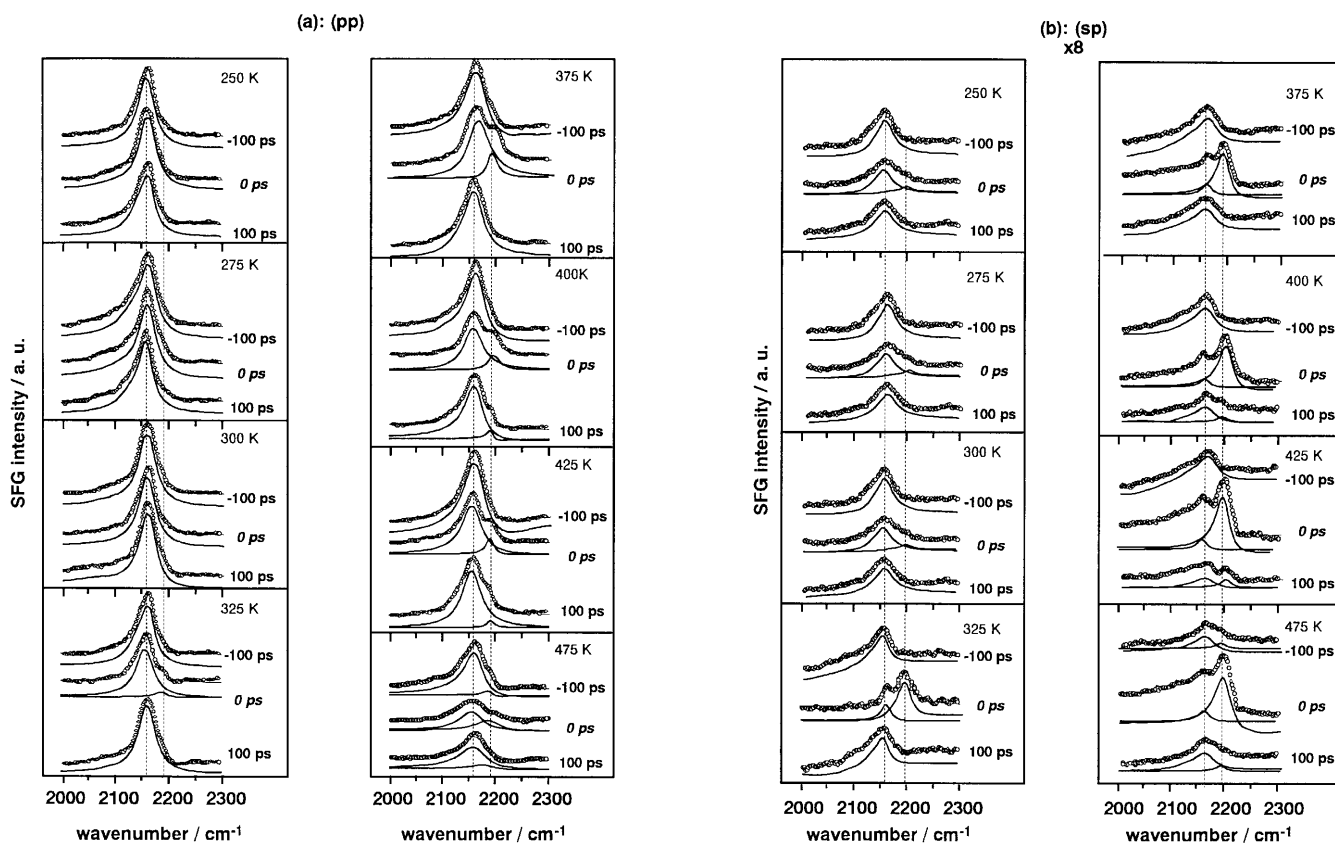 (a): (pp)
SFG intensity / a. u.
250 K
-100 ps
0 ps
100 ps
275 K
-100 ps
0 ps
100 ps
300 K
-100 ps
0 ps
100 ps
325 K
-100 ps
0 ps
100 ps
2000 2100 2200 2300
wavenumber / cm-1
375 K
-100 ps
0 ps
100 ps
400K
-100 ps
0 ps
100 ps
425 K
-100 ps
0 ps
100 ps
475 K
-100 ps
0 ps
100 ps
2000 2100 2200 2300
wavenumber / cm-1
(b): (sp)
x8
SFG intensity / a. u.
250 K
-100 ps
0 ps
100 ps
275 K
-100 ps
0 ps
100 ps
300 K
-100 ps
0 ps
100 ps
325 K
-100 ps
0 ps
100 ps
2000 2100 2200 2300
wavenumber / cm-1
375 K
-100 ps
0 ps
100 ps
400 K
-100 ps
0 ps
100 ps
425 K
-100 ps
0 ps
100 ps
475 K
-100 ps
0 ps
100 ps
2000 2100 2200 2300
wavenumber / cm-1